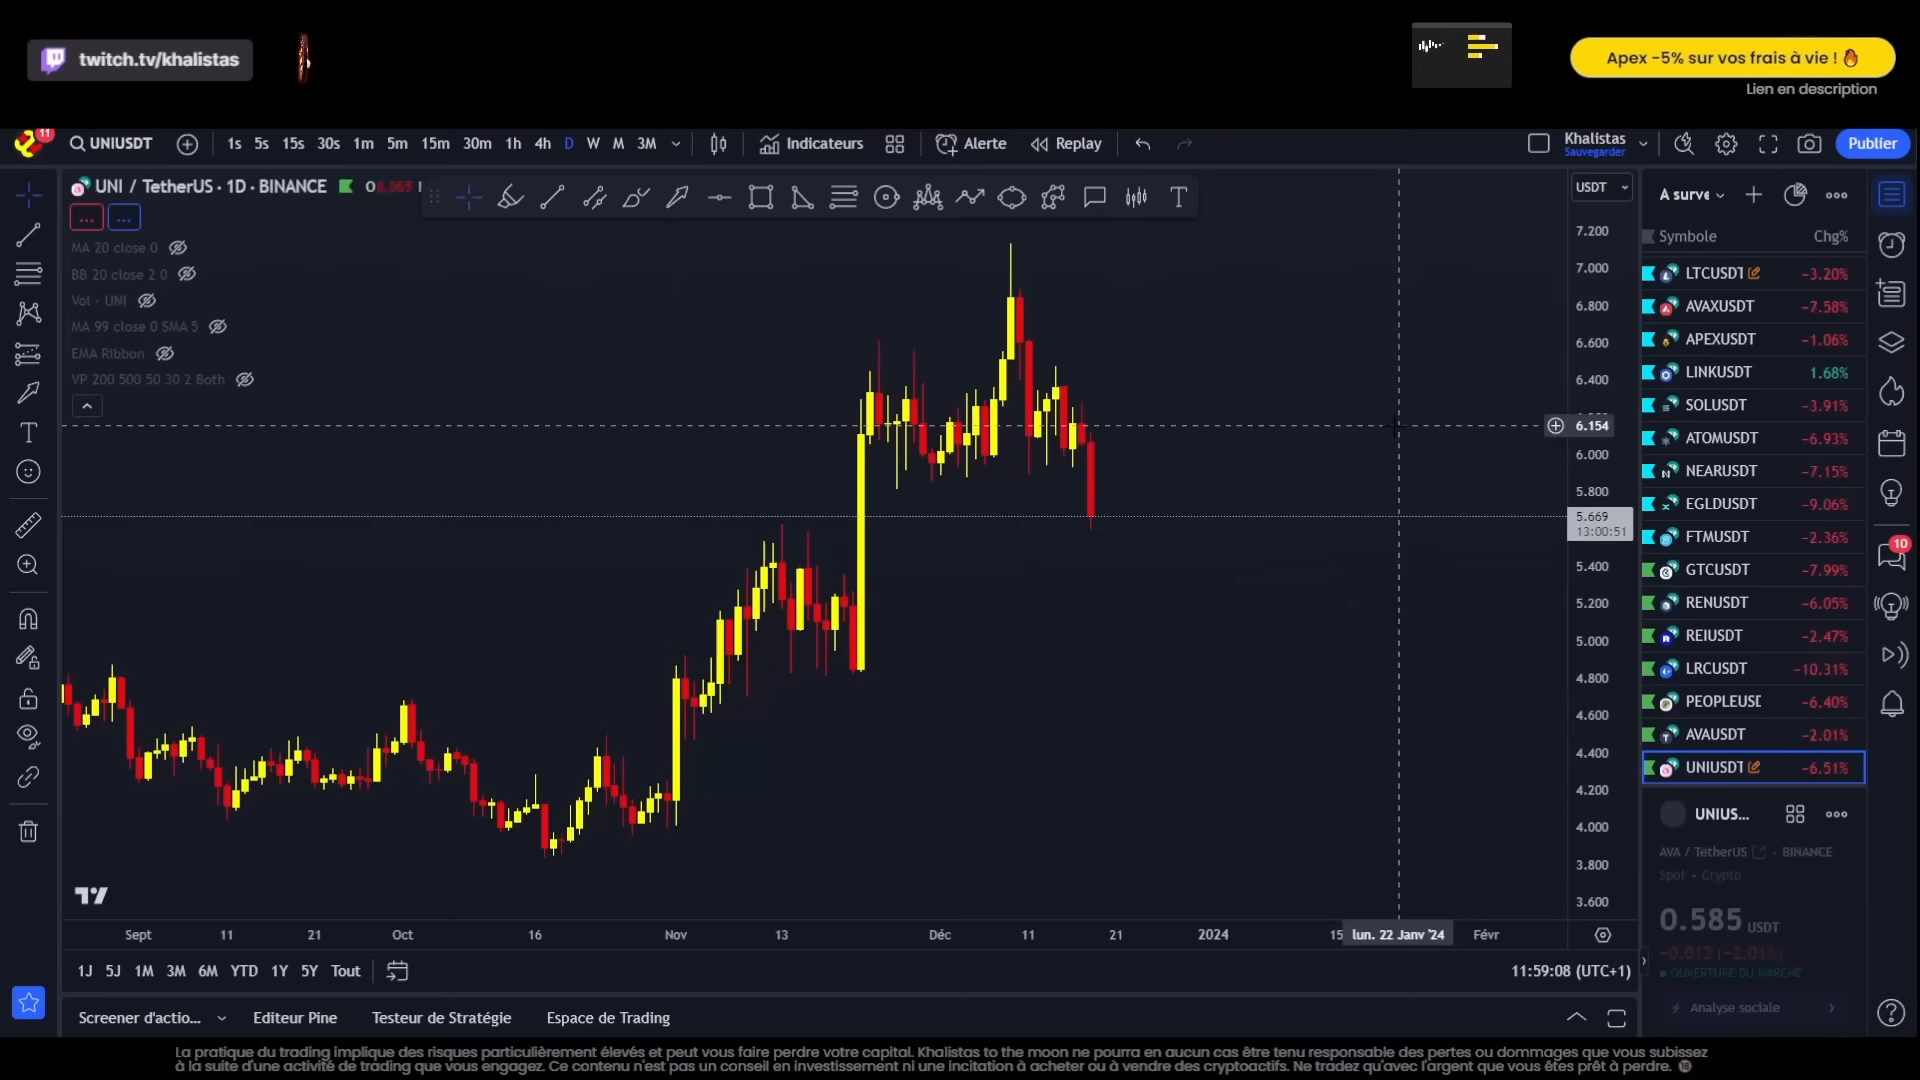 twitch.tv/khalistas
Apex -5% sur vos frais à vie !
Lien en description
11
UNIUSDT
1s 5s 15s 30s 1m 5m 15m 30m 1h 4h D W M 3M
Indicateurs
Alerte
Replay
Khalistas
Sauvegarder
Publier
UNI / TetherUS · 1D · BINANCE
O6.063
MA 20 close 0
BB 20 close 2 0
Vol · UNI
MA 99 close 0 SMA 5
EMA Ribbon
VP 200 500 50 30 2 Both
USDT
7.200
7.000
6.800
6.600
6.400
6.154
6.000
5.800
5.669
13:00:51
5.400
5.200
5.000
4.800
4.600
4.400
4.200
4.000
3.800
3.600
A surve
Symbole Chg%
LTCUSDT -3.20%
AVAXUSDT -7.58%
APEXUSDT -1.06%
LINKUSDT 1.68%
SOLUSDT -3.91%
ATOMUSDT -6.93%
NEARUSDT -7.15%
EGLDUSDT -9.06%
FTMUSDT -2.36%
GTCUSDT -7.99%
RENUSDT -6.05%
REIUSDT -2.47%
LRCUSDT -10.31%
PEOPLEUSD -6.40%
AVAUSDT -2.01%
UNIUSDT -6.51%
UNIUS...
AVA / TetherUS · BINANCE
Spot • Crypto
0.585 USDT
-0.012 (-2.01%)
OUVERTURE DU MARCHÉ
Analyse sociale
10
Sept 11 21 Oct 16 Nov 13 Déc 11 21 2024 15 lun. 22 Janv '24 Févr
1J 5J 1M 3M 6M YTD 1Y 5Y Tout
11:59:08 (UTC+1)
Screener d'actio... Editeur Pine Testeur de Stratégie Espace de Trading
La pratique du trading implique des risques particulièrement élevés et peut vous faire perdre votre capital. Khalistas to the moon ne pourra en aucun cas être tenu responsable des pertes ou dommages que vous subissez
à la suite d'une activité de trading que vous engagez. Ce contenu n'est pas un conseil en investissement ni une incitation à acheter ou à vendre des cryptoactifs. Ne tradez qu'avec l'argent que vous êtes prêt à perdre.